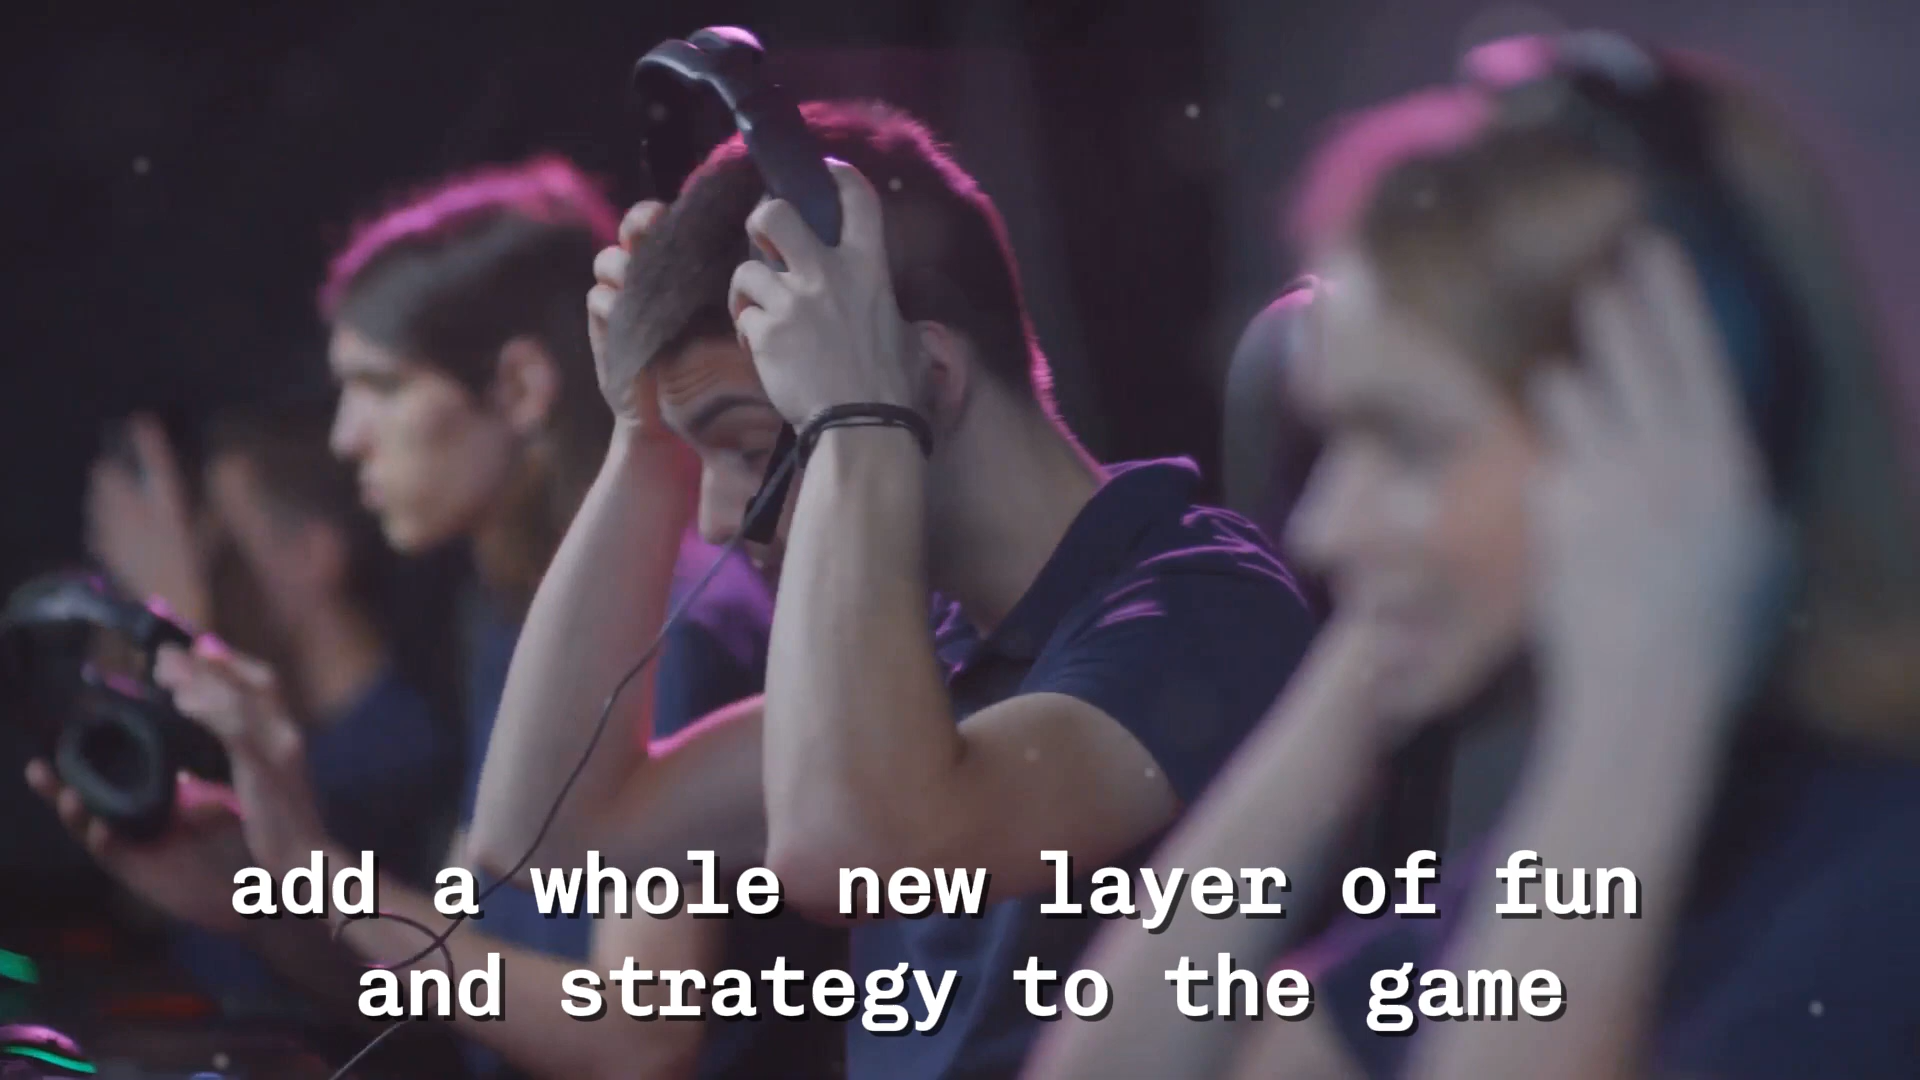 add a whole new layer of fun
and strategy to the game